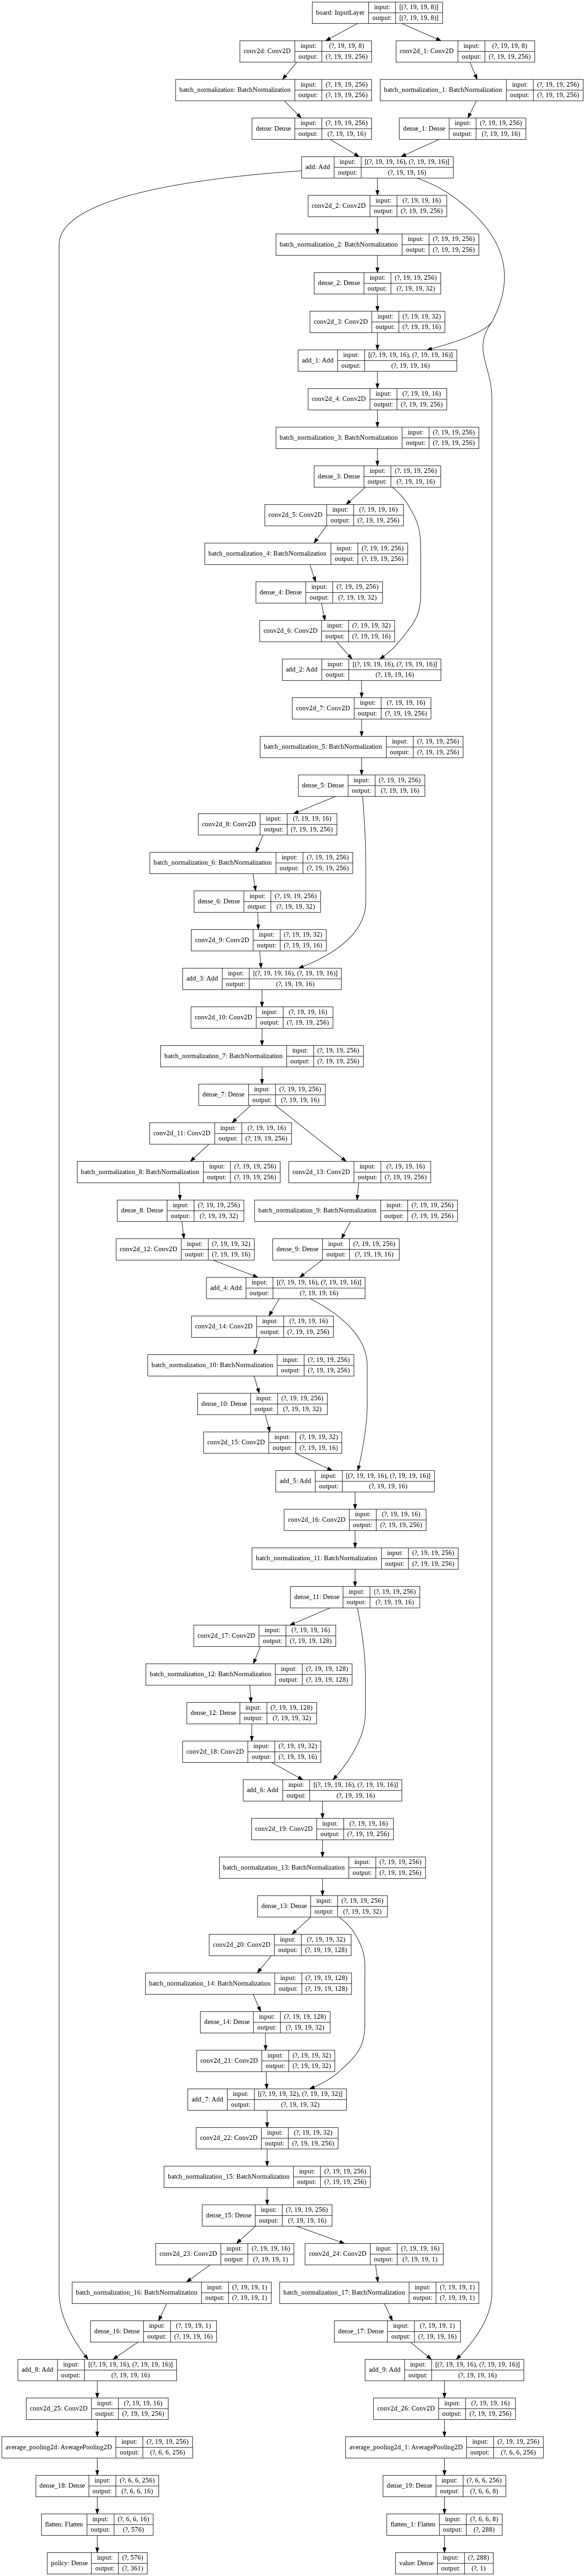 board: InputLayer
input: [(?, 19, 19, 8)]
output: [(?, 19, 19, 8)]
conv2d: Conv2D
input: (?, 19, 19, 8)
output: (?, 19, 19, 256)
conv2d_1: Conv2D
input: (?, 19, 19, 8)
output: (?, 19, 19, 256)
batch_normalization: BatchNormalization
input: (?, 19, 19, 256)
output: (?, 19, 19, 256)
batch_normalization_1: BatchNormalization
input: (?, 19, 19, 256)
output: (?, 19, 19, 256)
dense: Dense
input: (?, 19, 19, 256)
output: (?, 19, 19, 16)
dense_1: Dense
input: (?, 19, 19, 256)
output: (?, 19, 19, 16)
add: Add
input: [(?, 19, 19, 16), (?, 19, 19, 16)]
output: (?, 19, 19, 16)
conv2d_2: Conv2D
input: (?, 19, 19, 16)
output: (?, 19, 19, 256)
batch_normalization_2: BatchNormalization
input: (?, 19, 19, 256)
output: (?, 19, 19, 256)
dense_2: Dense
input: (?, 19, 19, 256)
output: (?, 19, 19, 32)
conv2d_3: Conv2D
input: (?, 19, 19, 32)
output: (?, 19, 19, 16)
add_1: Add
input: [(?, 19, 19, 16), (?, 19, 19, 16)]
output: (?, 19, 19, 16)
conv2d_4: Conv2D
input: (?, 19, 19, 16)
output: (?, 19, 19, 256)
batch_normalization_3: BatchNormalization
input: (?, 19, 19, 256)
output: (?, 19, 19, 256)
dense_3: Dense
input: (?, 19, 19, 256)
output: (?, 19, 19, 16)
conv2d_5: Conv2D
input: (?, 19, 19, 16)
output: (?, 19, 19, 256)
batch_normalization_4: BatchNormalization
input: (?, 19, 19, 256)
output: (?, 19, 19, 256)
dense_4: Dense
input: (?, 19, 19, 256)
output: (?, 19, 19, 32)
conv2d_6: Conv2D
input: (?, 19, 19, 32)
output: (?, 19, 19, 16)
add_2: Add
input: [(?, 19, 19, 16), (?, 19, 19, 16)]
output: (?, 19, 19, 16)
conv2d_7: Conv2D
input: (?, 19, 19, 16)
output: (?, 19, 19, 256)
batch_normalization_5: BatchNormalization
input: (?, 19, 19, 256)
output: (?, 19, 19, 256)
dense_5: Dense
input: (?, 19, 19, 256)
output: (?, 19, 19, 16)
conv2d_8: Conv2D
input: (?, 19, 19, 16)
output: (?, 19, 19, 256)
batch_normalization_6: BatchNormalization
input: (?, 19, 19, 256)
output: (?, 19, 19, 256)
dense_6: Dense
input: (?, 19, 19, 256)
output: (?, 19, 19, 32)
conv2d_9: Conv2D
input: (?, 19, 19, 32)
output: (?, 19, 19, 16)
add_3: Add
input: [(?, 19, 19, 16), (?, 19, 19, 16)]
output: (?, 19, 19, 16)
conv2d_10: Conv2D
input: (?, 19, 19, 16)
output: (?, 19, 19, 256)
batch_normalization_7: BatchNormalization
input: (?, 19, 19, 256)
output: (?, 19, 19, 256)
dense_7: Dense
input: (?, 19, 19, 256)
output: (?, 19, 19, 16)
conv2d_11: Conv2D
input: (?, 19, 19, 16)
output: (?, 19, 19, 256)
batch_normalization_8: BatchNormalization
input: (?, 19, 19, 256)
output: (?, 19, 19, 256)
conv2d_13: Conv2D
input: (?, 19, 19, 16)
output: (?, 19, 19, 256)
dense_8: Dense
input: (?, 19, 19, 256)
output: (?, 19, 19, 32)
batch_normalization_9: BatchNormalization
input: (?, 19, 19, 256)
output: (?, 19, 19, 256)
conv2d_12: Conv2D
input: (?, 19, 19, 32)
output: (?, 19, 19, 16)
dense_9: Dense
input: (?, 19, 19, 256)
output: (?, 19, 19, 16)
add_4: Add
input: [(?, 19, 19, 16), (?, 19, 19, 16)]
output: (?, 19, 19, 16)
conv2d_14: Conv2D
input: (?, 19, 19, 16)
output: (?, 19, 19, 256)
batch_normalization_10: BatchNormalization
input: (?, 19, 19, 256)
output: (?, 19, 19, 256)
dense_10: Dense
input: (?, 19, 19, 256)
output: (?, 19, 19, 32)
conv2d_15: Conv2D
input: (?, 19, 19, 32)
output: (?, 19, 19, 16)
add_5: Add
input: [(?, 19, 19, 16), (?, 19, 19, 16)]
output: (?, 19, 19, 16)
conv2d_16: Conv2D
input: (?, 19, 19, 16)
output: (?, 19, 19, 256)
batch_normalization_11: BatchNormalization
input: (?, 19, 19, 256)
output: (?, 19, 19, 256)
dense_11: Dense
input: (?, 19, 19, 256)
output: (?, 19, 19, 16)
conv2d_17: Conv2D
input: (?, 19, 19, 16)
output: (?, 19, 19, 128)
batch_normalization_12: BatchNormalization
input: (?, 19, 19, 128)
output: (?, 19, 19, 128)
dense_12: Dense
input: (?, 19, 19, 128)
output: (?, 19, 19, 32)
conv2d_18: Conv2D
input: (?, 19, 19, 32)
output: (?, 19, 19, 16)
add_6: Add
input: [(?, 19, 19, 16), (?, 19, 19, 16)]
output: (?, 19, 19, 16)
conv2d_19: Conv2D
input: (?, 19, 19, 16)
output: (?, 19, 19, 256)
batch_normalization_13: BatchNormalization
input: (?, 19, 19, 256)
output: (?, 19, 19, 256)
dense_13: Dense
input: (?, 19, 19, 256)
output: (?, 19, 19, 32)
conv2d_20: Conv2D
input: (?, 19, 19, 32)
output: (?, 19, 19, 128)
batch_normalization_14: BatchNormalization
input: (?, 19, 19, 128)
output: (?, 19, 19, 128)
dense_14: Dense
input: (?, 19, 19, 128)
output: (?, 19, 19, 32)
conv2d_21: Conv2D
input: (?, 19, 19, 32)
output: (?, 19, 19, 32)
add_7: Add
input: [(?, 19, 19, 32), (?, 19, 19, 32)]
output: (?, 19, 19, 32)
conv2d_22: Conv2D
input: (?, 19, 19, 32)
output: (?, 19, 19, 256)
batch_normalization_15: BatchNormalization
input: (?, 19, 19, 256)
output: (?, 19, 19, 256)
dense_15: Dense
input: (?, 19, 19, 256)
output: (?, 19, 19, 16)
conv2d_23: Conv2D
input: (?, 19, 19, 16)
output: (?, 19, 19, 1)
conv2d_24: Conv2D
input: (?, 19, 19, 16)
output: (?, 19, 19, 1)
batch_normalization_16: BatchNormalization
input: (?, 19, 19, 1)
output: (?, 19, 19, 1)
batch_normalization_17: BatchNormalization
input: (?, 19, 19, 1)
output: (?, 19, 19, 1)
dense_16: Dense
input: (?, 19, 19, 1)
output: (?, 19, 19, 16)
dense_17: Dense
input: (?, 19, 19, 1)
output: (?, 19, 19, 16)
add_8: Add
input: [(?, 19, 19, 16), (?, 19, 19, 16)]
output: (?, 19, 19, 16)
add_9: Add
input: [(?, 19, 19, 16), (?, 19, 19, 16)]
output: (?, 19, 19, 16)
conv2d_25: Conv2D
input: (?, 19, 19, 16)
output: (?, 19, 19, 256)
conv2d_26: Conv2D
input: (?, 19, 19, 16)
output: (?, 19, 19, 256)
average_pooling2d: AveragePooling2D
input: (?, 19, 19, 256)
output: (?, 6, 6, 256)
average_pooling2d_1: AveragePooling2D
input: (?, 19, 19, 256)
output: (?, 6, 6, 256)
dense_18: Dense
input: (?, 6, 6, 256)
output: (?, 6, 6, 16)
dense_19: Dense
input: (?, 6, 6, 256)
output: (?, 6, 6, 8)
flatten: Flatten
input: (?, 6, 6, 16)
output: (?, 576)
flatten_1: Flatten
input: (?, 6, 6, 8)
output: (?, 288)
policy: Dense
input: (?, 576)
output: (?, 361)
value: Dense
input: (?, 288)
output: (?, 1)